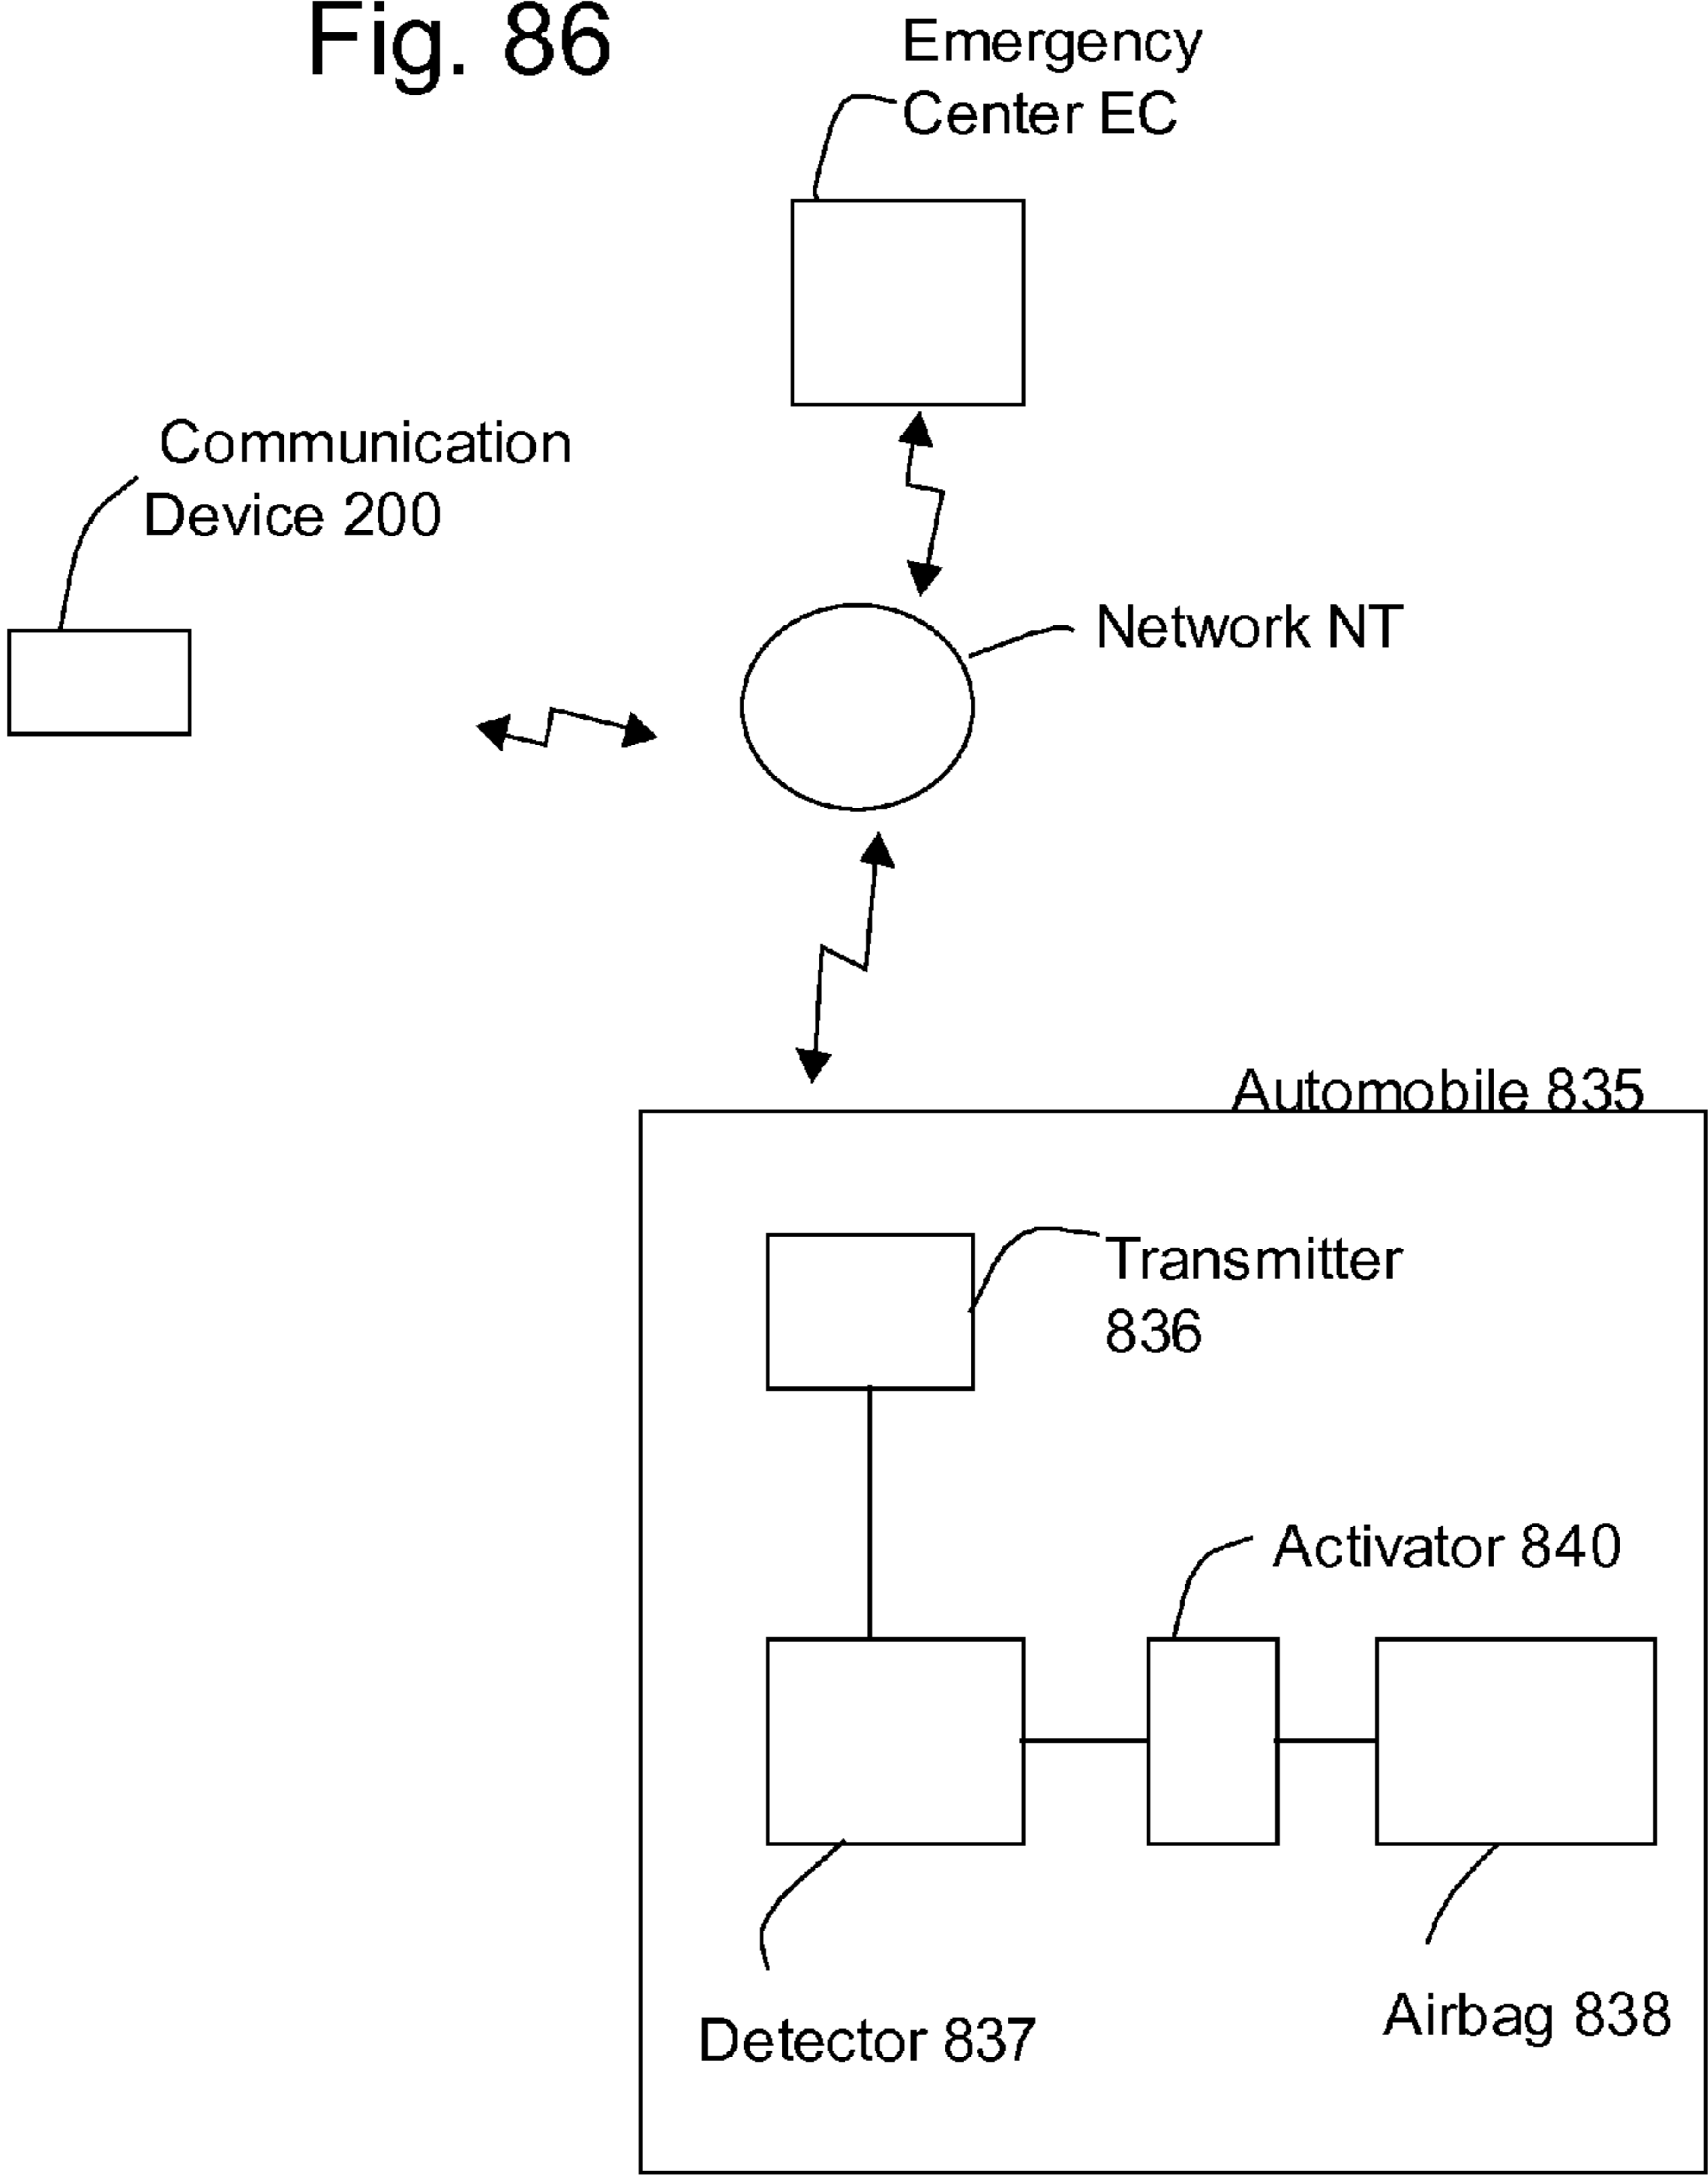 Fig. 86
Emergency
Center EC
Communication
Device 200
Network NT
Automobile 835
Transmitter
836
Activator 840
Airbag 838
Detector 837